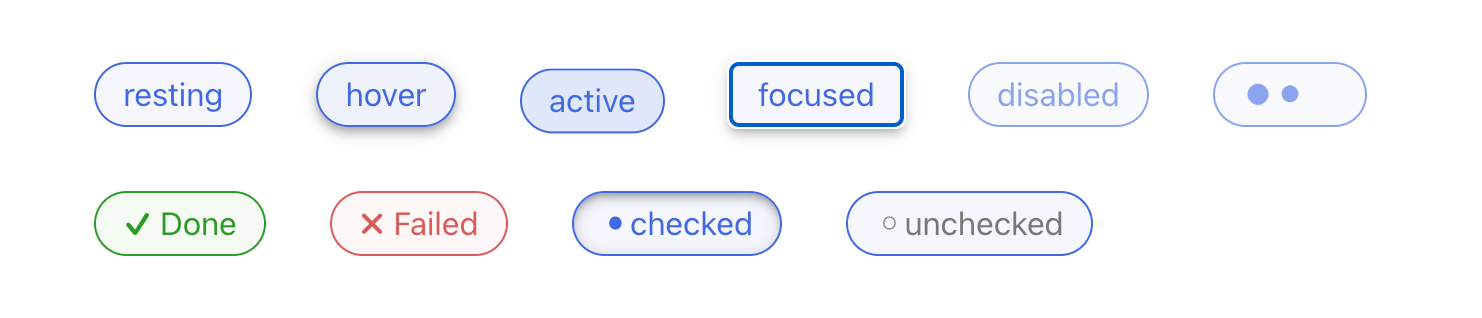 resting hover active focused disabled
✓ Done ✕ Failed checked unchecked